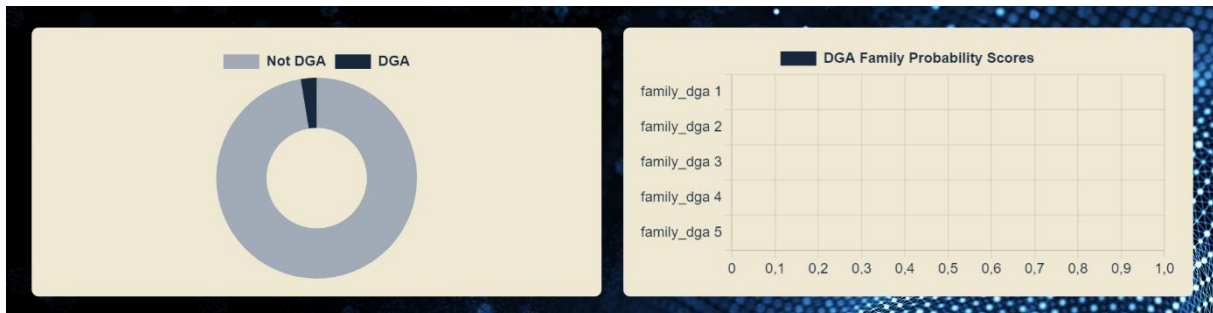 Not DGA DGA
DGA Family Probability Scores
family_dga 1
family_dga 2
family_dga 3
family_dga 4
family_dga 5
0 0,1 0,2 0,3 0,4 0,5 0,6 0,7 0,8 0,9 1,0